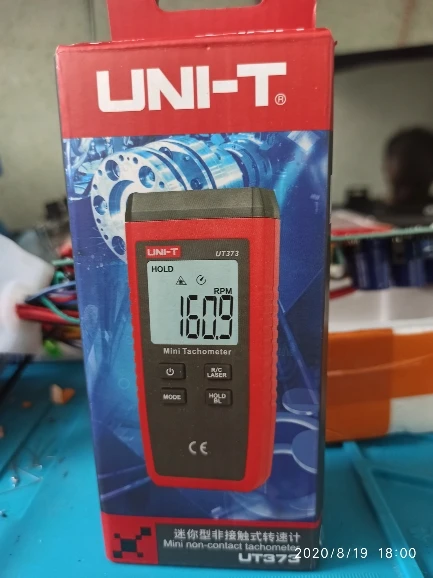 UNI-T®
UNI-T UT373
HOLD
RPM
160.9
Mini Tachometer
R/C
LASER
MODE
HOLD
BL
CE
迷你型非接触式转速计
Mini non-contact tachometer
UT373
2020/8/19 18:00